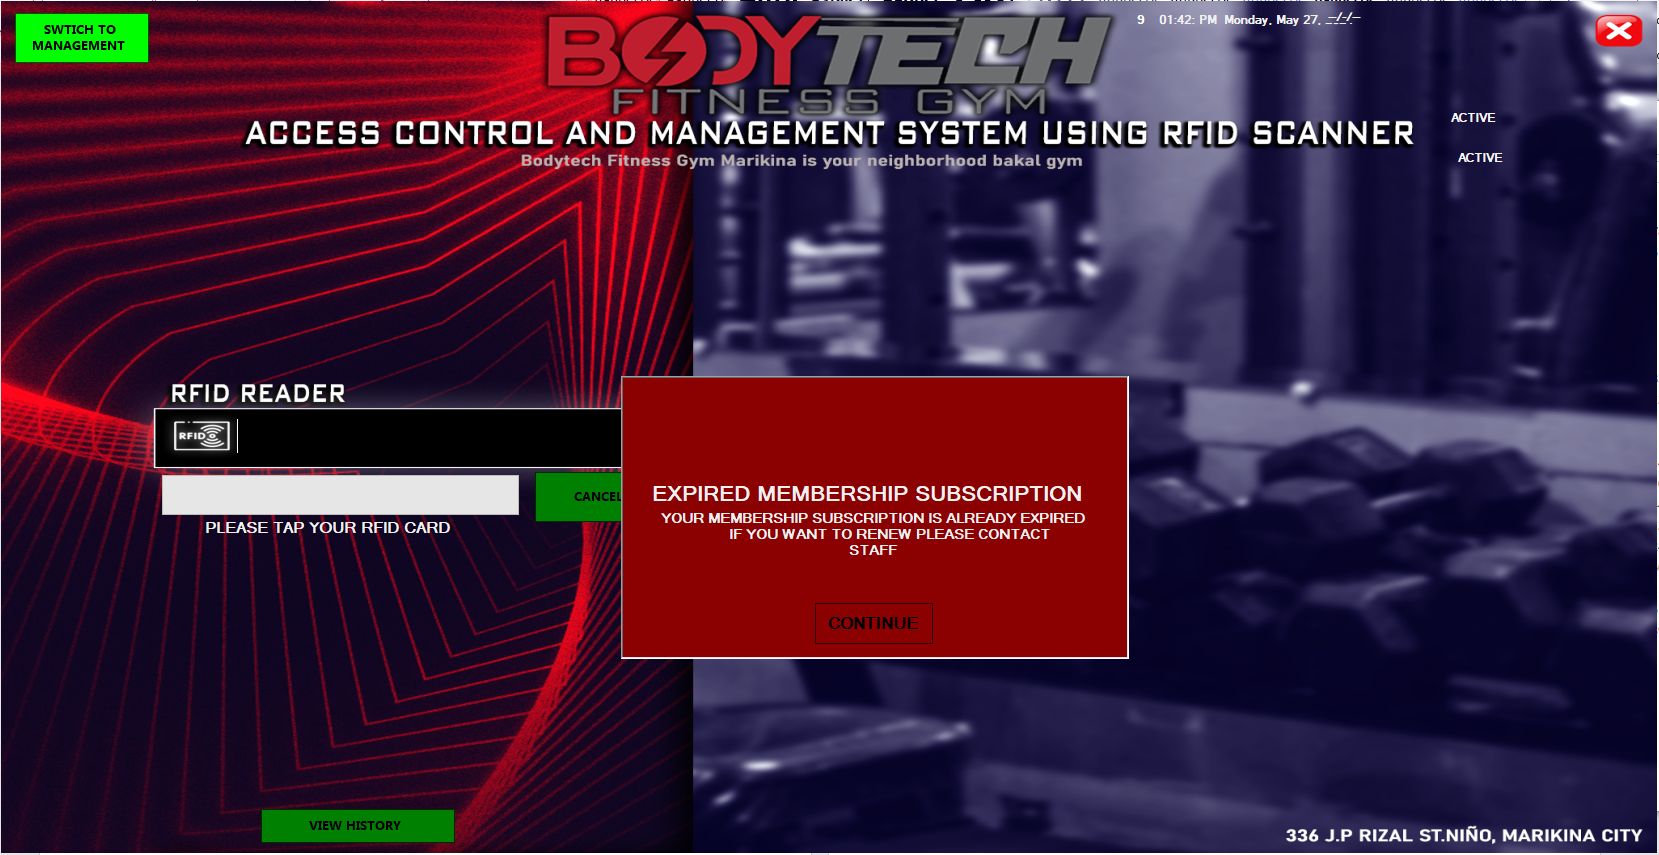 SWTICH TO
MANAGEMENT
BODYTECH
FITNESS GYM
9 01:42: PM Monday, May 27,
ACCESS CONTROL AND MANAGEMENT SYSTEM USING RFID SCANNER
Bodytech Fitness Gym Marikina is your neighborhood bakal gym
ACTIVE
ACTIVE
RFID READER
RFID
CANCEL
PLEASE TAP YOUR RFID CARD
EXPIRED MEMBERSHIP SUBSCRIPTION
YOUR MEMBERSHIP SUBSCRIPTION IS ALREADY EXPIRED
IF YOU WANT TO RENEW PLEASE CONTACT
STAFF
CONTINUE
VIEW HISTORY
336 J.P RIZAL ST.NIÑO, MARIKINA CITY